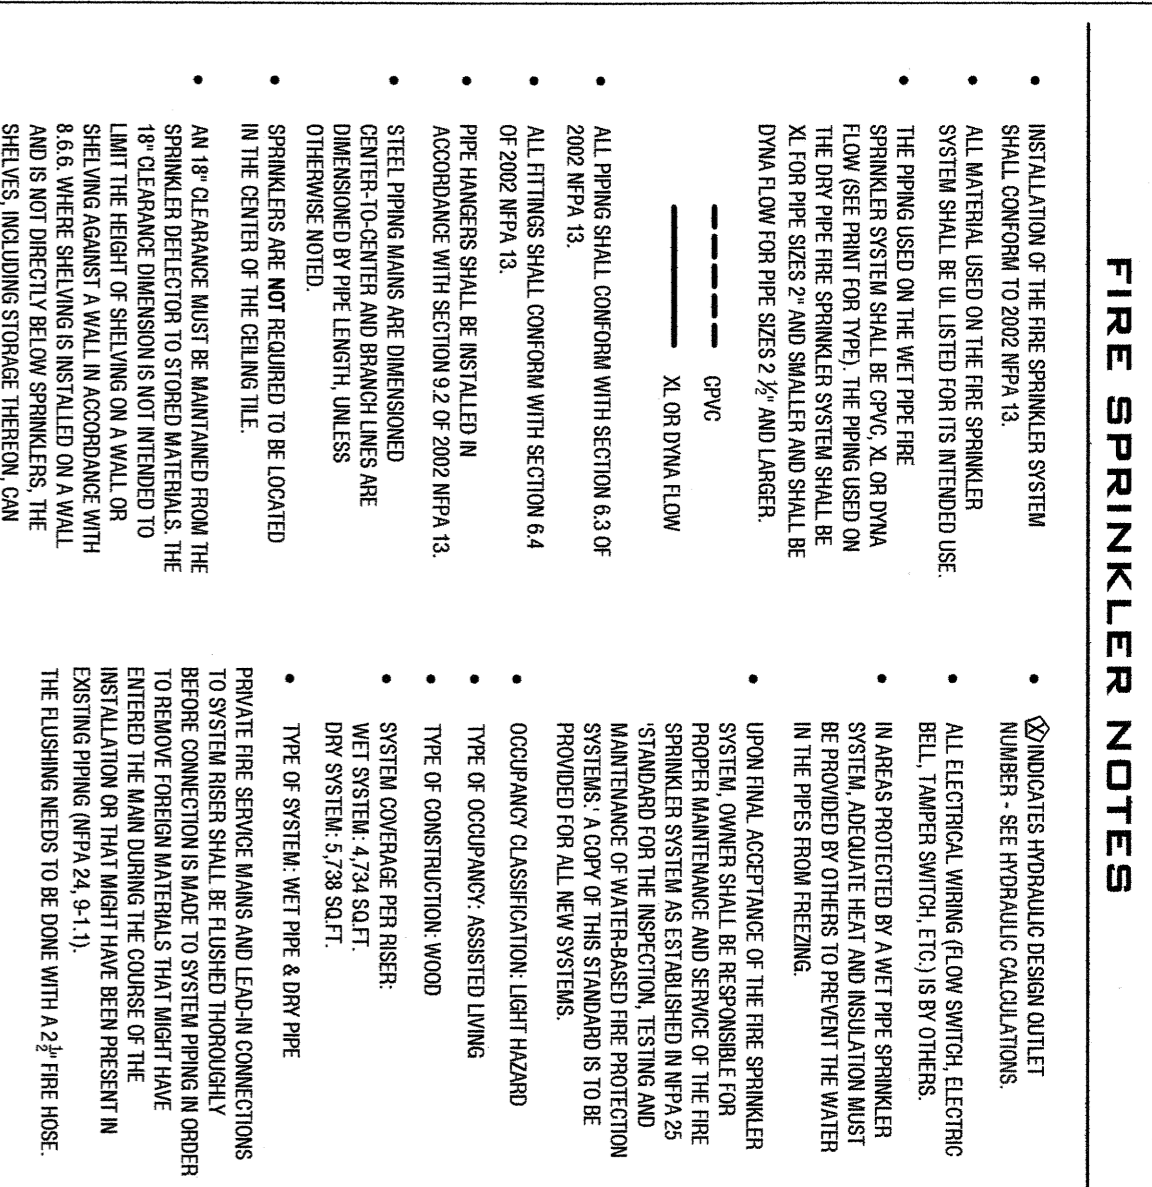 FIRE SPRINKLER NOTES
• INSTALLATION OF THE FIRE SPRINKLER SYSTEM
SHALL CONFORM TO 2002 NFPA 13.
• ALL MATERIAL USED ON THE FIRE SPRINKLER
SYSTEM SHALL BE UL LISTED FOR ITS INTENDED USE.
• THE PIPING USED ON THE WET PIPE FIRE
SPRINKLER SYSTEM SHALL BE CPVC, XL OR DYNA
FLOW (SEE PRINT FOR TYPE). THE PIPING USED ON
THE DRY PIPE FIRE SPRINKLER SYSTEM SHALL BE
XL FOR PIPE SIZES 2" AND SMALLER AND SHALL BE
DYNA FLOW FOR PIPE SIZES 2 ½" AND LARGER.
CPVC
XL OR DYNA FLOW
• ALL PIPING SHALL CONFORM WITH SECTION 6.3 OF
2002 NFPA 13.
• ALL FITTINGS SHALL CONFORM WITH SECTION 6.4
OF 2002 NFPA 13.
• PIPE HANGERS SHALL BE INSTALLED IN
ACCORDANCE WITH SECTION 9.2 OF 2002 NFPA 13.
• STEEL PIPING MAINS ARE DIMENSIONED
CENTER-TO-CENTER AND BRANCH LINES ARE
DIMENSIONED BY PIPE LENGTH, UNLESS
OTHERWISE NOTED.
• SPRINKLERS ARE NOT REQUIRED TO BE LOCATED
IN THE CENTER OF THE CEILING TILE.
• AN 18" CLEARANCE MUST BE MAINTAINED FROM THE
SPRINKLER DEFLECTOR TO STORED MATERIALS. THE
18" CLEARANCE DIMENSION IS NOT INTENDED TO
LIMIT THE HEIGHT OF SHELVING ON A WALL OR
SHELVING AGAINST A WALL IN ACCORDANCE WITH
8.6.6. WHERE SHELVING IS INSTALLED ON A WALL
AND IS NOT DIRECTLY BELOW SPRINKLERS, THE
SHELVES, INCLUDING STORAGE THEREON, CAN
• X INDICATES HYDRAULIC DESIGN OUTLET
NUMBER - SEE HYDRAULIC CALCULATIONS.
• ALL ELECTRICAL WIRING (FLOW SWITCH, ELECTRIC
BELL, TAMPER SWITCH, ETC.) IS BY OTHERS.
• IN AREAS PROTECTED BY A WET PIPE SPRINKLER
SYSTEM, ADEQUATE HEAT AND INSULATION MUST
BE PROVIDED BY OTHERS TO PREVENT THE WATER
IN THE PIPES FROM FREEZING.
• UPON FINAL ACCEPTANCE OF THE FIRE SPRINKLER
SYSTEM, OWNER SHALL BE RESPONSIBLE FOR
PROPER MAINTENANCE AND SERVICE OF THE FIRE
SPRINKLER SYSTEM AS ESTABLISHED IN NFPA 25
'STANDARD FOR THE INSPECTION, TESTING AND
MAINTENANCE OF WATER-BASED FIRE PROTECTION
SYSTEMS.' A COPY OF THIS STANDARD IS TO BE
PROVIDED FOR ALL NEW SYSTEMS.
• OCCUPANCY CLASSIFICATION: LIGHT HAZARD
• TYPE OF OCCUPANCY: ASSISTED LIVING
• TYPE OF CONSTRUCTION: WOOD
• SYSTEM COVERAGE PER RISER:
WET SYSTEM: 4,734 SQ.FT.
DRY SYSTEM: 5,738 SQ.FT.
• TYPE OF SYSTEM: WET PIPE & DRY PIPE
PRIVATE FIRE SERVICE MAINS AND LEAD-IN CONNECTIONS
TO SYSTEM RISER SHALL BE FLUSHED THOROUGHLY
BEFORE CONNECTION IS MADE TO SYSTEM PIPING IN ORDER
TO REMOVE FOREIGN MATERIALS THAT MIGHT HAVE
ENTERED THE MAIN DURING THE COURSE OF THE
INSTALLATION OR THAT MIGHT HAVE BEEN PRESENT IN
EXISTING PIPING (NFPA 24, 9-1.1).
THE FLUSHING NEEDS TO BE DONE WITH A 2½" FIRE HOSE.